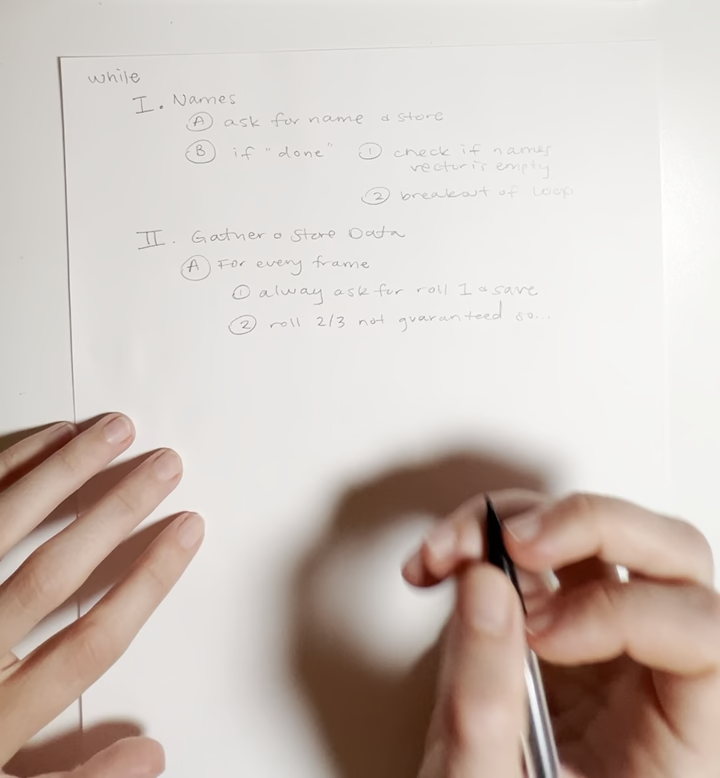 while
I. Names
A ask for name & store
B if "done" 1 check if names
vector is empty
2 breakout of loop
II. Gather & Store Data
A For every frame
1 alway ask for roll 1 & save
2 roll 2/3 not guaranteed so...